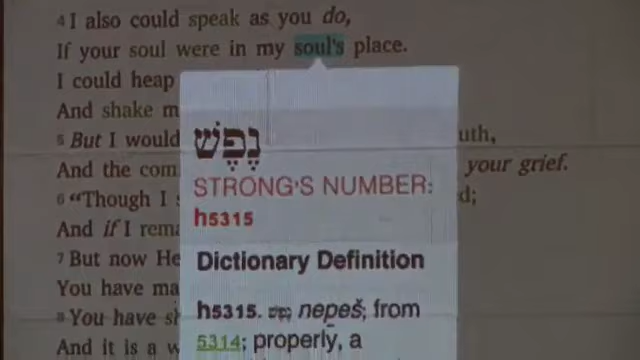 4 I also could speak as you do,
If your soul were in my soul's place.
I could heap
And shake m
5 But I would uth,
And the com your grief.
6 "Though I s d;
And if I rema
7 But now He
You have ma
8 You have sh
And it is a w
נֶפֶשׁ
STRONG'S NUMBER:
h5315
Dictionary Definition
h5315. נֶפֶשׁ nep̱eš; from
5314; properly, a